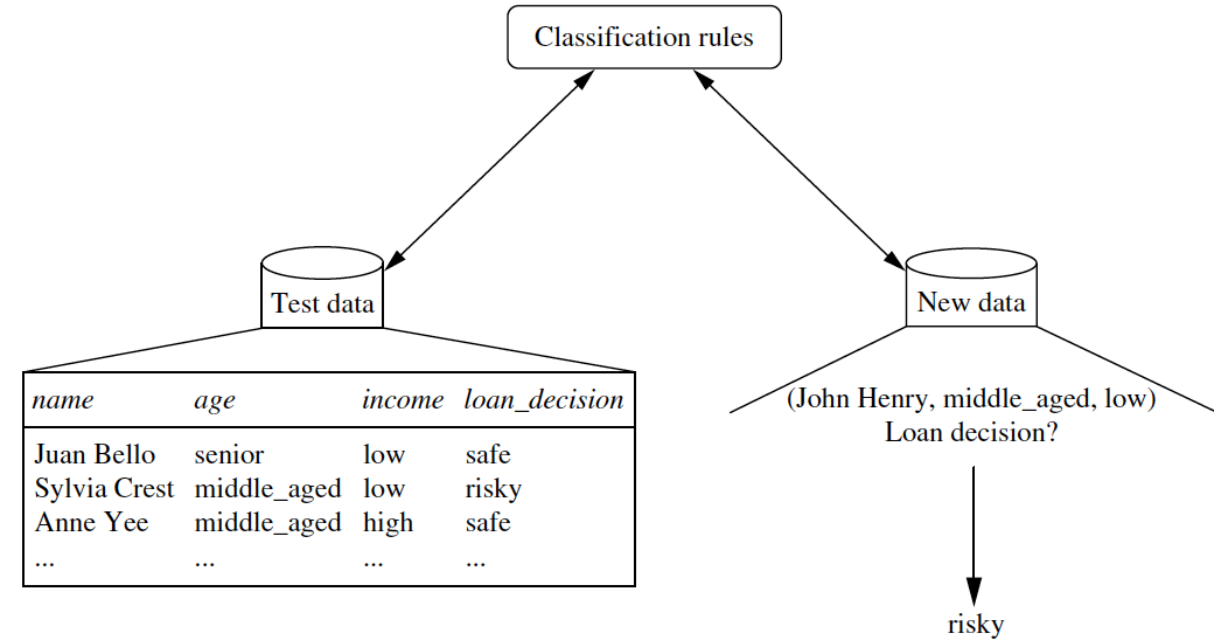 Classification rules
Test data
name age income loan_decision
Juan Bello senior low safe
Sylvia Crest middle_aged low risky
Anne Yee middle_aged high safe
... ... ... ...
New data
(John Henry, middle_aged, low)
Loan decision?
risky